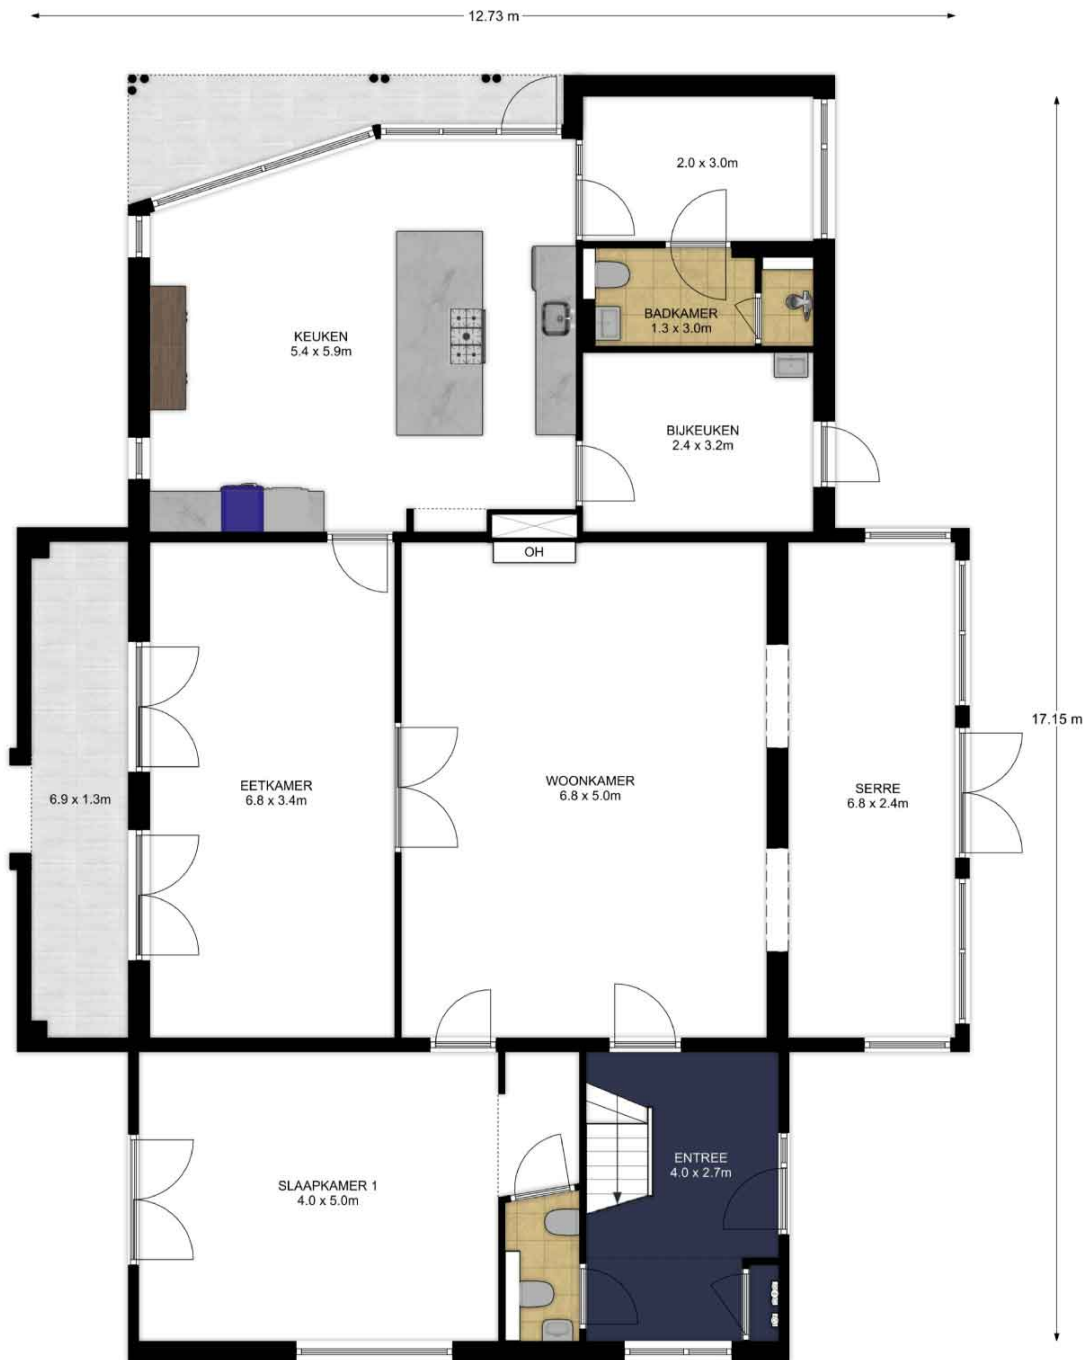 12.73 m
2.0 x 3.0m
BADKAMER
1.3 x 3.0m
KEUKEN
5.4 x 5.9m
BIJKEUKEN
2.4 x 3.2m
OH
17.15 m
EETKAMER
6.8 x 3.4m
WOONKAMER
6.8 x 5.0m
SERRE
6.8 x 2.4m
6.9 x 1.3m
ENTREE
4.0 x 2.7m
SLAAPKAMER 1
4.0 x 5.0m